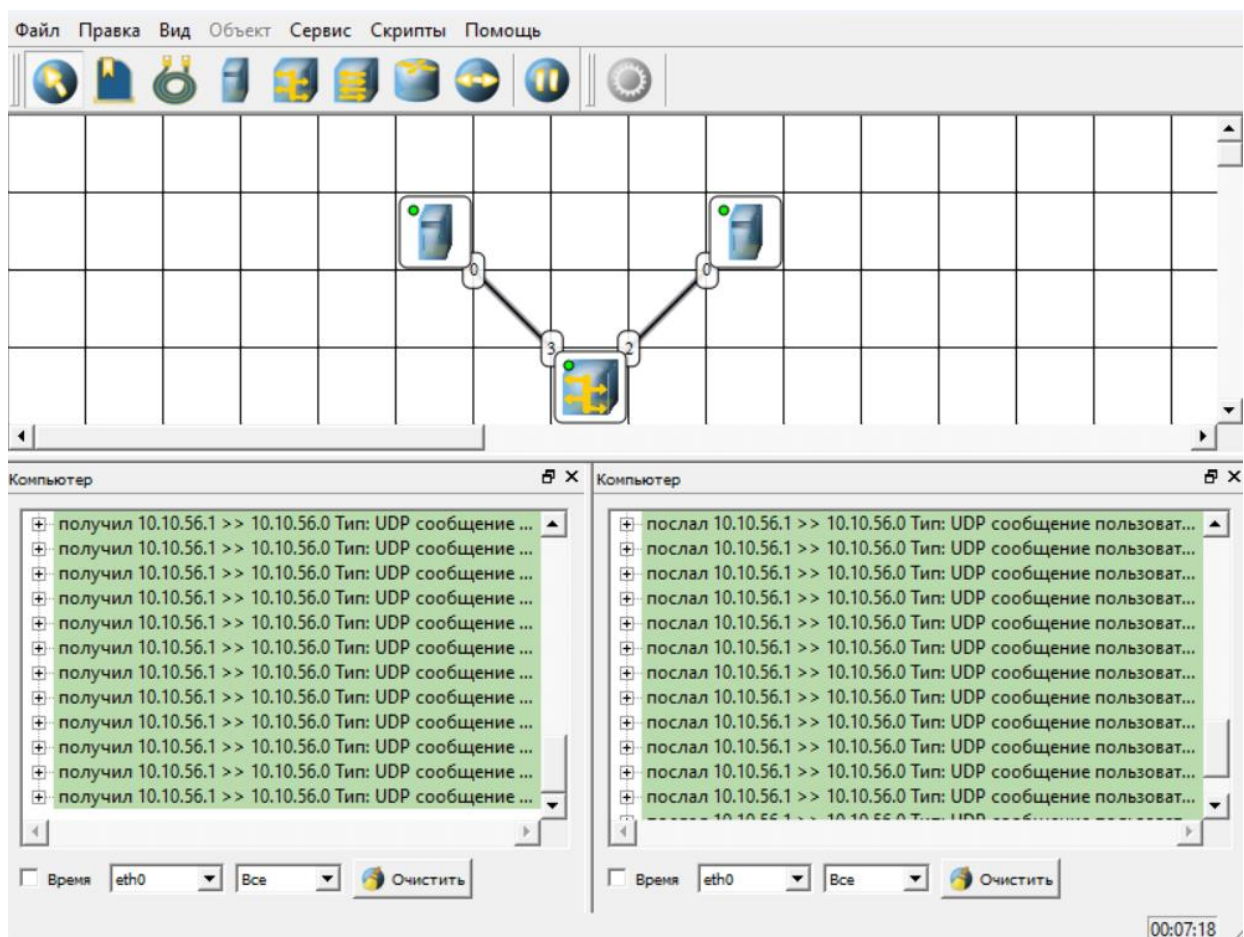 Файл Правка Вид Объект Сервис Скрипты Помощь
0 0
3 2
Компьютер
получил 10.10.56.1 >> 10.10.56.0 Тип: UDP сообщение ...
получил 10.10.56.1 >> 10.10.56.0 Тип: UDP сообщение ...
получил 10.10.56.1 >> 10.10.56.0 Тип: UDP сообщение ...
получил 10.10.56.1 >> 10.10.56.0 Тип: UDP сообщение ...
получил 10.10.56.1 >> 10.10.56.0 Тип: UDP сообщение ...
получил 10.10.56.1 >> 10.10.56.0 Тип: UDP сообщение ...
получил 10.10.56.1 >> 10.10.56.0 Тип: UDP сообщение ...
получил 10.10.56.1 >> 10.10.56.0 Тип: UDP сообщение ...
получил 10.10.56.1 >> 10.10.56.0 Тип: UDP сообщение ...
получил 10.10.56.1 >> 10.10.56.0 Тип: UDP сообщение ...
получил 10.10.56.1 >> 10.10.56.0 Тип: UDP сообщение ...
получил 10.10.56.1 >> 10.10.56.0 Тип: UDP сообщение ...
Время eth0 Все Очистить
Компьютер
послал 10.10.56.1 >> 10.10.56.0 Тип: UDP сообщение пользоват...
послал 10.10.56.1 >> 10.10.56.0 Тип: UDP сообщение пользоват...
послал 10.10.56.1 >> 10.10.56.0 Тип: UDP сообщение пользоват...
послал 10.10.56.1 >> 10.10.56.0 Тип: UDP сообщение пользоват...
послал 10.10.56.1 >> 10.10.56.0 Тип: UDP сообщение пользоват...
послал 10.10.56.1 >> 10.10.56.0 Тип: UDP сообщение пользоват...
послал 10.10.56.1 >> 10.10.56.0 Тип: UDP сообщение пользоват...
послал 10.10.56.1 >> 10.10.56.0 Тип: UDP сообщение пользоват...
послал 10.10.56.1 >> 10.10.56.0 Тип: UDP сообщение пользоват...
послал 10.10.56.1 >> 10.10.56.0 Тип: UDP сообщение пользоват...
послал 10.10.56.1 >> 10.10.56.0 Тип: UDP сообщение пользоват...
послал 10.10.56.1 >> 10.10.56.0 Тип: UDP сообщение пользоват...
Время eth0 Все Очистить
00:07:18